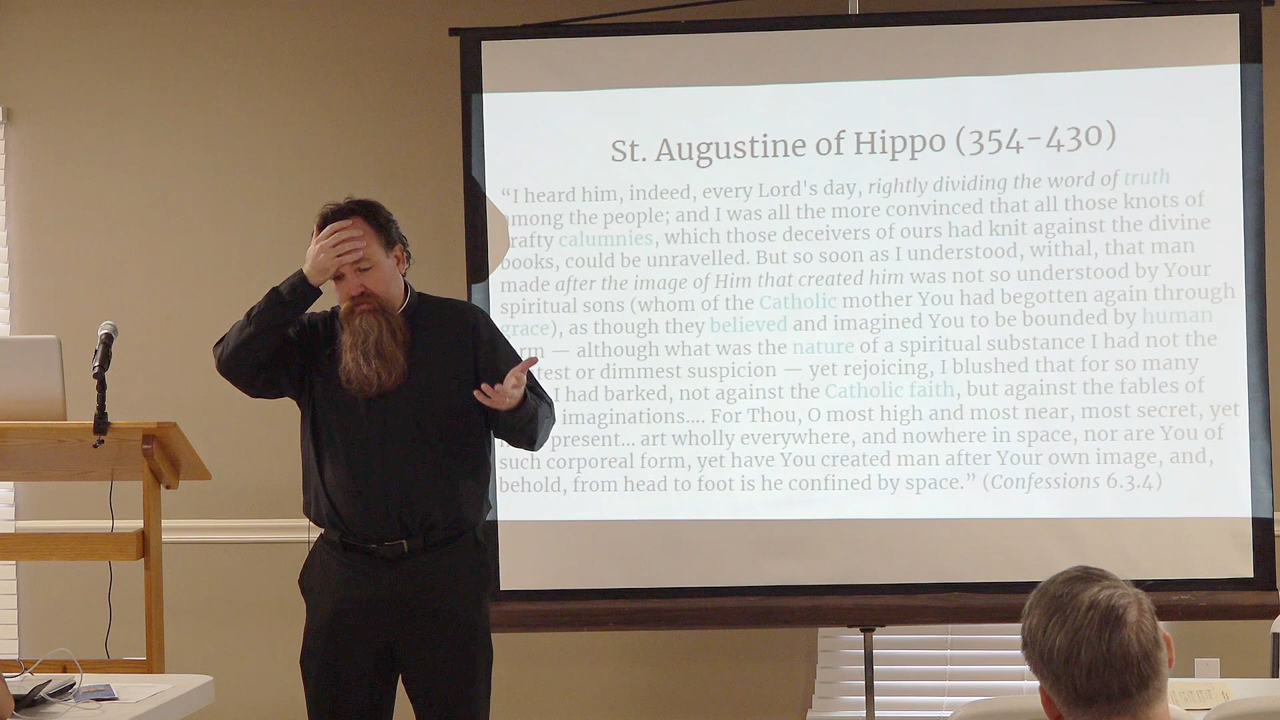 St. Augustine of Hippo (354-430)
“I heard him, indeed, every Lord's day, rightly dividing the word of truth
among the people; and I was all the more convinced that all those knots of
crafty calumnies, which those deceivers of ours had knit against the divine
books, could be unravelled. But so soon as I understood, withal, that man
made after the image of Him that created him was not so understood by Your
spiritual sons (whom of the Catholic mother You had begotten again through
grace), as though they believed and imagined You to be bounded by human
— although what was the nature of a spiritual substance I had not the
or dimmest suspicion — yet rejoicing, I blushed that for so many
I had barked, not against the Catholic faith, but against the fables of
imaginations.... For Thou, O most high and most near, most secret, yet
present... art wholly everywhere, and nowhere in space, nor are You of
such corporeal form, yet have You created man after Your own image, and,
behold, from head to foot is he confined by space.” (Confessions 6.3.4)